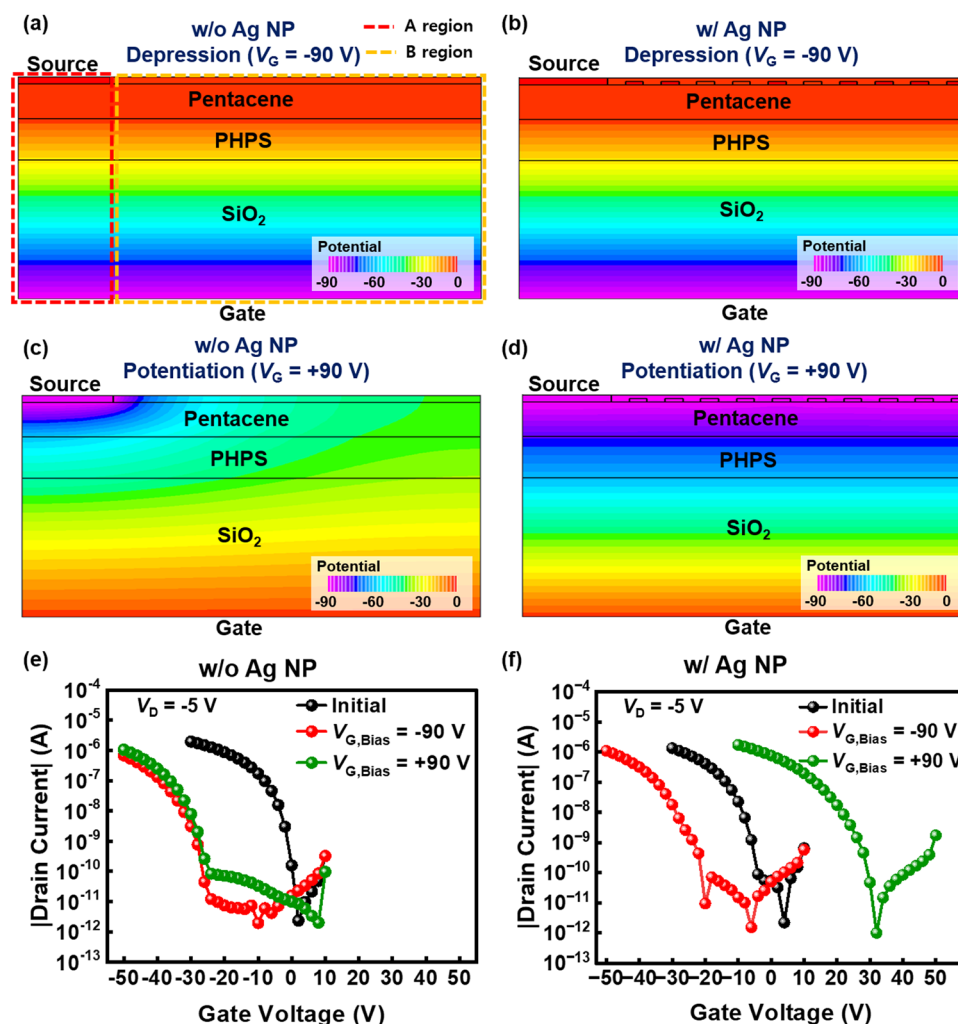 (a)
w/o Ag NP
Depression (VG = -90 V)
A region
B region
Source
Pentacene
PHPS
SiO2
Potential
-90 -60 -30 0
Gate
(b)
w/ Ag NP
Depression (VG = -90 V)
Source
Pentacene
PHPS
SiO2
Potential
-90 -60 -30 0
Gate
(c)
w/o Ag NP
Potentiation (VG = +90 V)
Source
Pentacene
PHPS
SiO2
Potential
-90 -60 -30 0
Gate
(d)
w/ Ag NP
Potentiation (VG = +90 V)
Source
Pentacene
PHPS
SiO2
Potential
-90 -60 -30 0
Gate
(e)
w/o Ag NP
VD = -5 V
Initial
VG,Bias = -90 V
VG,Bias = +90 V
|Drain Current| (A)
10-4
10-5
10-6
10-7
10-8
10-9
10-10
10-11
10-12
10-13
-50 -40 -30 -20 -10 0 10 20 30 40 50
Gate Voltage (V)
(f)
w/ Ag NP
VD = -5 V
Initial
VG,Bias = -90 V
VG,Bias = +90 V
|Drain Current| (A)
10-4
10-5
10-6
10-7
10-8
10-9
10-10
10-11
10-12
10-13
−50−40−30−20−10 0 10 20 30 40 50
Gate Voltage (V)